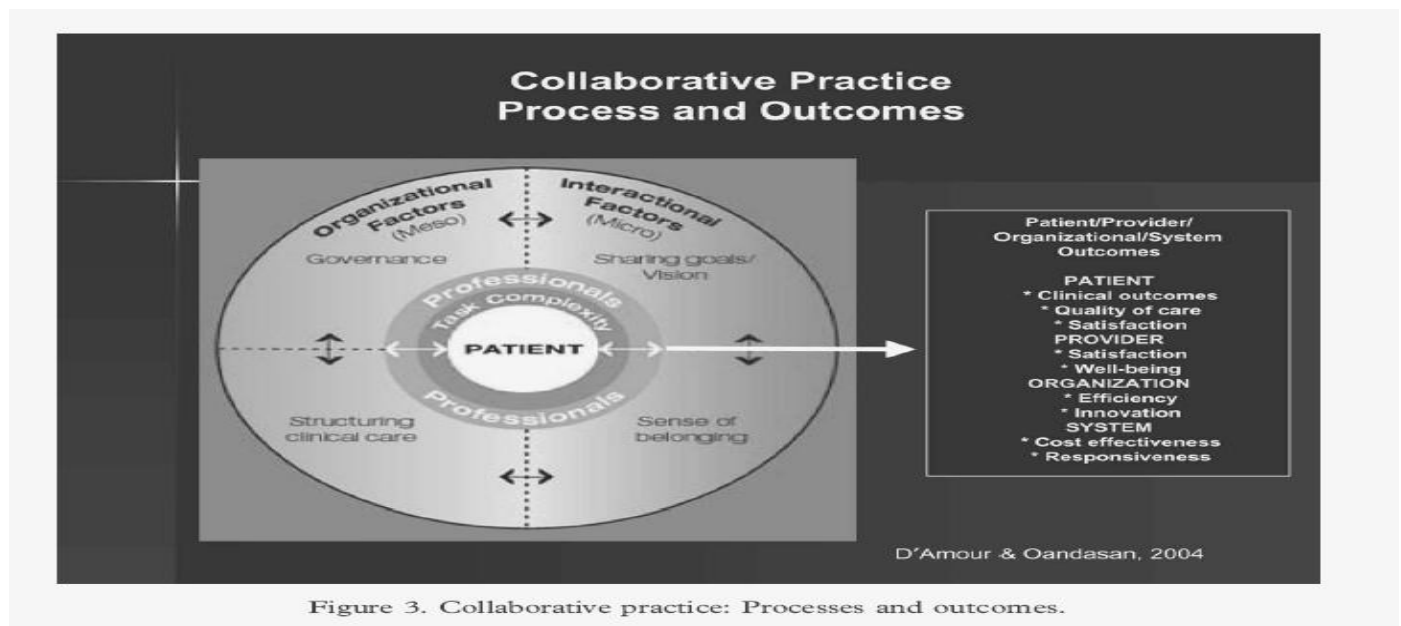 Collaborative Practice
Process and Outcomes
Organizational
Factors
(Meso)
Interactional
Factors
(Micro)
Governance
Sharing goals/
Vision
Professionals
Task Complexity
PATIENT
Professionals
Structuring
clinical care
Sense of
belonging
Patient/Provider/
Organizational/System
Outcomes
PATIENT
* Clinical outcomes
* Quality of care
* Satisfaction
PROVIDER
* Satisfaction
* Well-being
ORGANIZATION
* Efficiency
* Innovation
SYSTEM
* Cost effectiveness
* Responsiveness
D'Amour & Oandasan, 2004
Figure 3. Collaborative practice: Processes and outcomes.